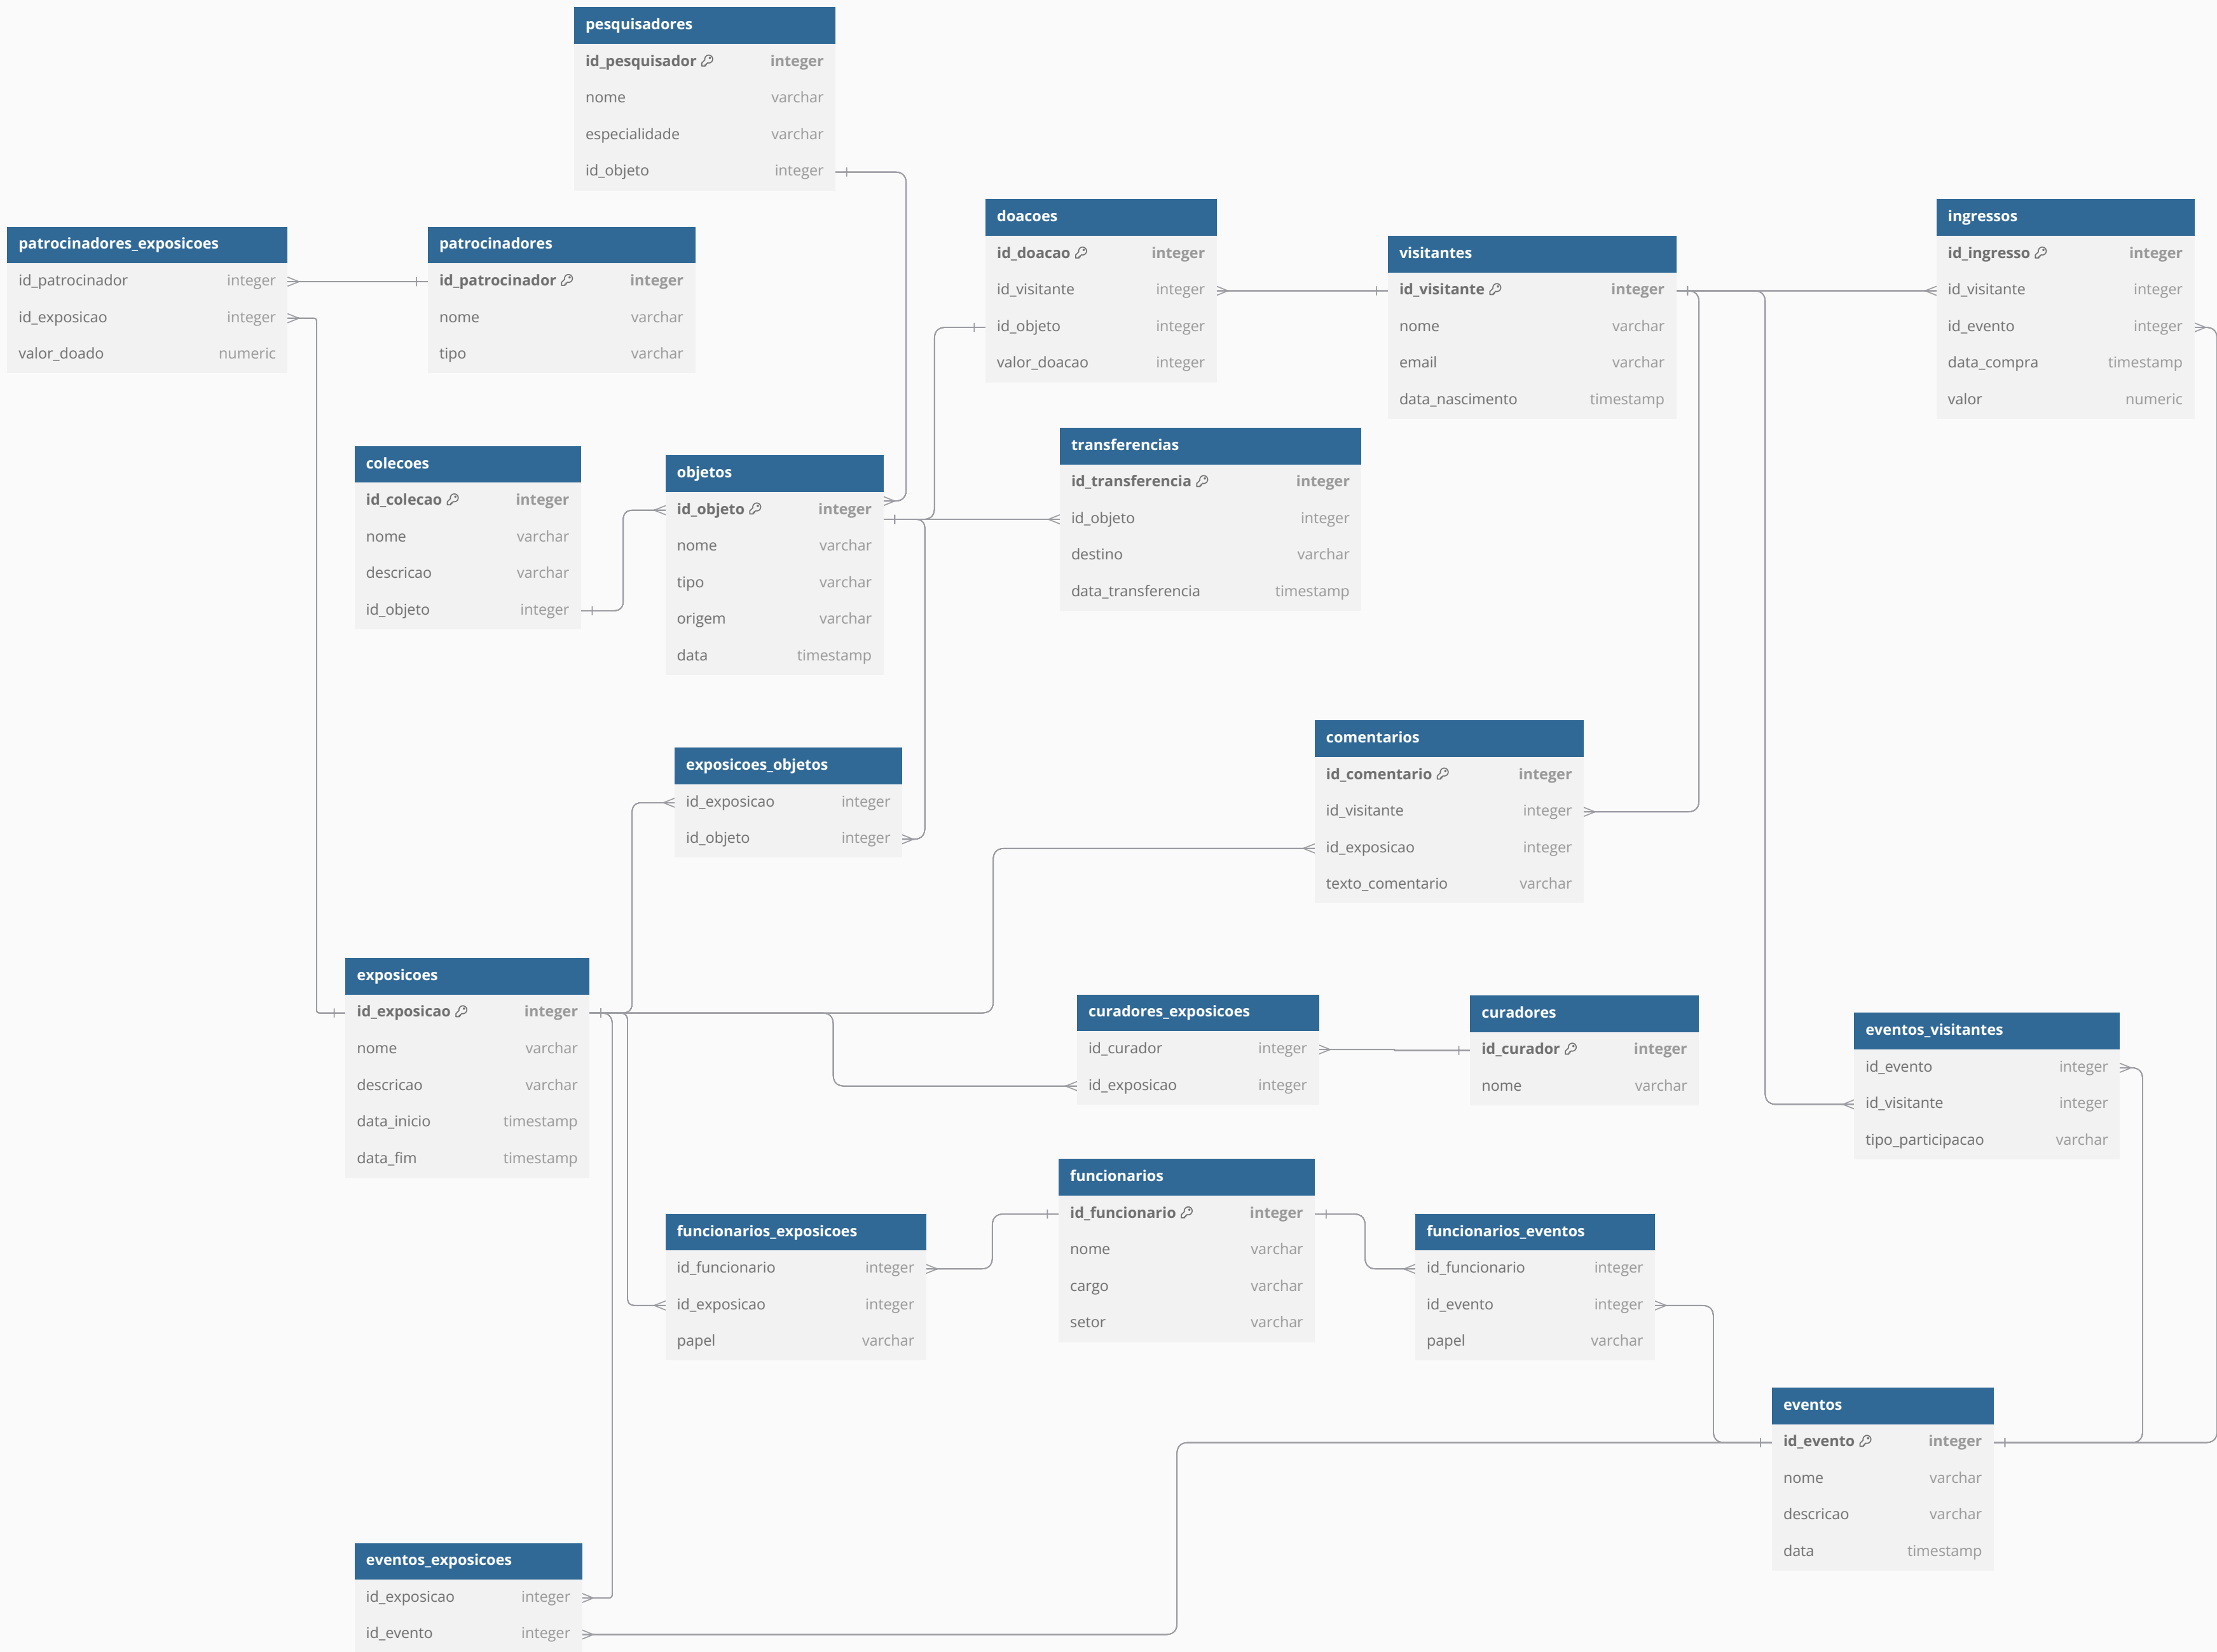 pesquisadores
id_pesquisador integer
nome varchar
especialidade varchar
id_objeto integer
patrocinadores_exposicoes
id_patrocinador integer
id_exposicao integer
valor_doado numeric
patrocinadores
id_patrocinador integer
nome varchar
tipo varchar
doacoes
id_doacao integer
id_visitante integer
id_objeto integer
valor_doacao integer
visitantes
id_visitante integer
nome varchar
email varchar
data_nascimento timestamp
ingressos
id_ingresso integer
id_visitante integer
id_evento integer
data_compra timestamp
valor numeric
colecoes
id_colecao integer
nome varchar
descricao varchar
id_objeto integer
objetos
id_objeto integer
nome varchar
tipo varchar
origem varchar
data timestamp
transferencias
id_transferencia integer
id_objeto integer
destino varchar
data_transferencia timestamp
exposicoes_objetos
id_exposicao integer
id_objeto integer
comentarios
id_comentario integer
id_visitante integer
id_exposicao integer
texto_comentario varchar
exposicoes
id_exposicao integer
nome varchar
descricao varchar
data_inicio timestamp
data_fim timestamp
curadores_exposicoes
id_curador integer
id_exposicao integer
curadores
id_curador integer
nome varchar
eventos_visitantes
id_evento integer
id_visitante integer
tipo_participacao varchar
funcionarios_exposicoes
id_funcionario integer
id_exposicao integer
papel varchar
funcionarios
id_funcionario integer
nome varchar
cargo varchar
setor varchar
funcionarios_eventos
id_funcionario integer
id_evento integer
papel varchar
eventos
id_evento integer
nome varchar
descricao varchar
data timestamp
eventos_exposicoes
id_exposicao integer
id_evento integer